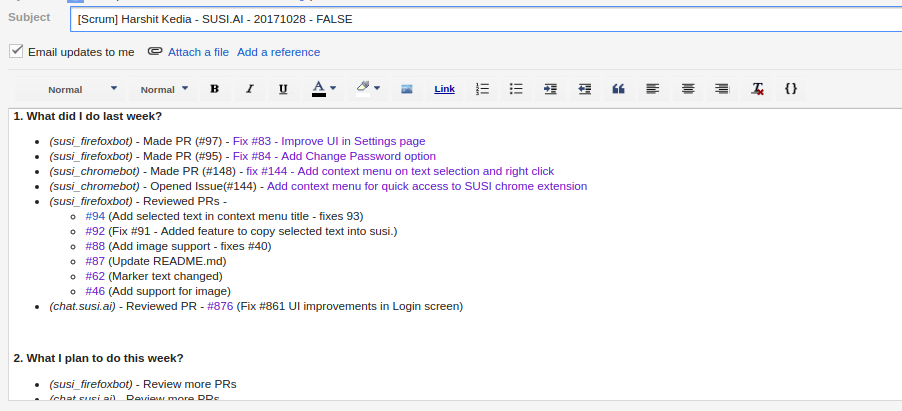 Subject
[Scrum] Harshit Kedia - SUSI.AI - 20171028 - FALSE
Email updates to me Attach a file Add a reference
Normal Normal B I U A Link {}
1. What did I do last week?
(susi_firefoxbot) - Made PR (#97) - Fix #83 - Improve UI in Settings page
(susi_firefoxbot) - Made PR (#95) - Fix #84 - Add Change Password option
(susi_chromebot) - Made PR (#148) - fix #144 - Add context menu on text selection and right click
(susi_chromebot) - Opened Issue(#144) - Add context menu for quick access to SUSI chrome extension
(susi_firefoxbot) - Reviewed PRs -
#94 (Add selected text in context menu title - fixes 93)
#92 (Fix #91 - Added feature to copy selected text into susi.)
#88 (Add image support - fixes #40)
#87 (Update README.md)
#62 (Marker text changed)
#46 (Add support for image)
(chat.susi.ai) - Reviewed PR - #876 (Fix #861 UI improvements in Login screen)
2. What I plan to do this week?
(susi_firefoxbot) - Review more PRs
(chat.susi.ai) - Review more PRs